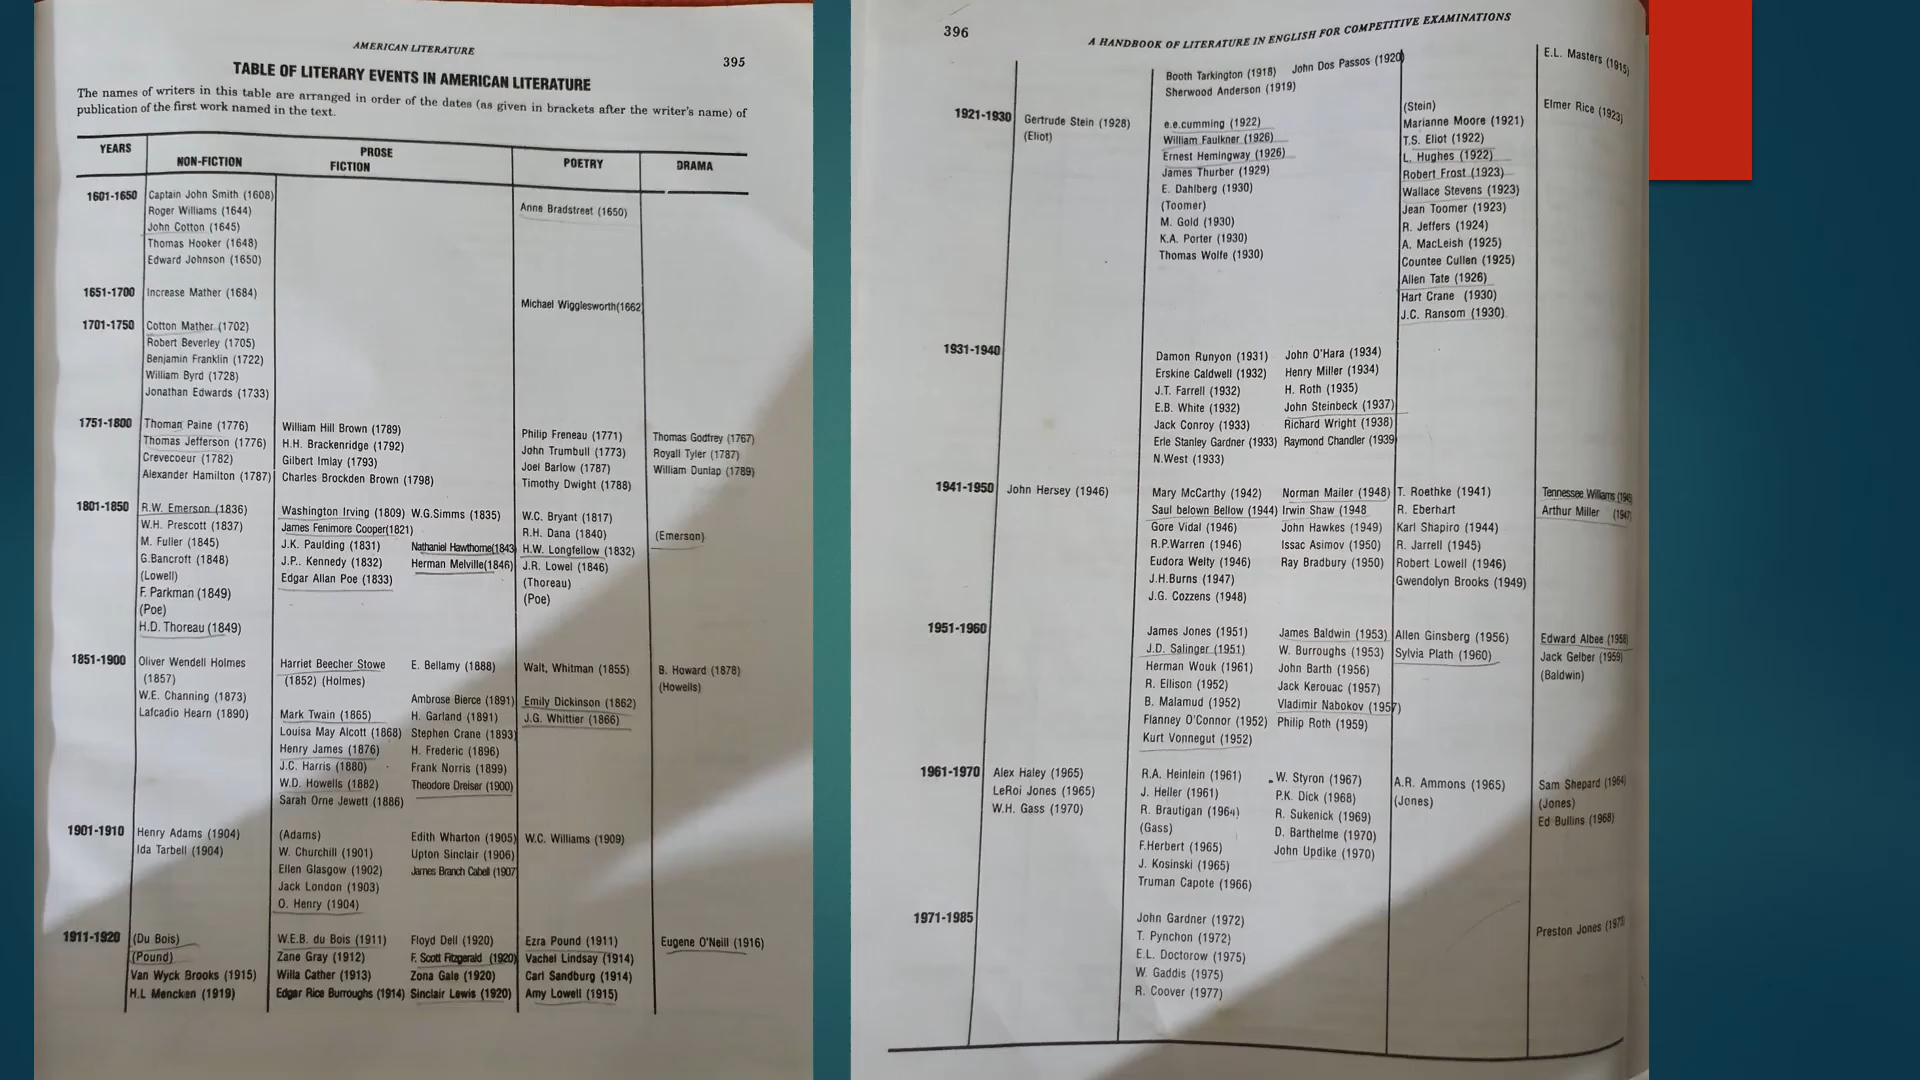 AMERICAN LITERATURE
395
TABLE OF LITERARY EVENTS IN AMERICAN LITERATURE
The names of writers in this table are arranged in order of the dates (as given in brackets after the writer's name) of
publication of the first work named in the text.
YEARS
PROSE
NON-FICTION
FICTION
POETRY
DRAMA
1601-1650
Captain John Smith (1608)
Roger Williams (1644)
John Cotton (1645)
Thomas Hooker (1648)
Edward Johnson (1650)
Anne Bradstreet (1650)
1651-1700
Increase Mather (1684)
Michael Wigglesworth(1662
1701-1750
Cotton Mather (1702)
Robert Beverley (1705)
Benjamin Franklin (1722)
William Byrd (1728)
Jonathan Edwards (1733)
1751-1800
Thoman Paine (1776)
Thomas Jefferson (1776)
Crevecoeur (1782)
Alexander Hamilton (1787)
William Hill Brown (1789)
H.H. Brackenridge (1792)
Gilbert Imlay (1793)
Charles Brockden Brown (1798)
Philip Freneau (1771)
John Trumbull (1773)
Joel Barlow (1787)
Timothy Dwight (1788)
Thomas Godfrey (1767)
Royall Tyler (1787)
William Dunlap (1789)
1801-1850
R.W. Emerson (1836)
W.H. Prescott (1837)
M. Fuller (1845)
G.Bancroft (1848)
(Lowell)
F. Parkman (1849)
(Poe)
H.D. Thoreau (1849)
Washington Irving (1809)
James Fenimore Cooper(1821)
J.K. Paulding (1831)
J.P.. Kennedy (1832)
Edgar Allan Poe (1833)
W.G.Simms (1835)
Nathaniel Hawthorne(1843
Herman Melville(1846)
W.C. Bryant (1817)
R.H. Dana (1840)
H.W. Longfellow (1832)
J.R. Lowel (1846)
(Thoreau)
(Poe)
(Emerson)
1851-1900
Oliver Wendell Holmes
(1857)
W.E. Channing (1873)
Lafcadio Hearn (1890)
Harriet Beecher Stowe
(1852) (Holmes)
Mark Twain (1865)
Louisa May Alcott (1868)
Henry James (1876)
J.C. Harris (1880)
W.D. Howells (1882)
Sarah Orne Jewett (1886)
E. Bellamy (1888)
Ambrose Bierce (1891)
H. Garland (1891)
Stephen Crane (1893)
H. Frederic (1896)
Frank Norris (1899)
Theodore Dreiser (1900)
Walt, Whitman (1855)
Emily Dickinson (1862)
J.G. Whittier (1866)
B. Howard (1878)
(Howells)
1901-1910
Henry Adams (1904)
Ida Tarbell (1904)
(Adams)
W. Churchill (1901)
Ellen Glasgow (1902)
Jack London (1903)
O. Henry (1904)
Edith Wharton (1905)
Upton Sinclair (1906)
James Branch Cabell (1907
W.C. Williams (1909)
1911-1920
(Du Bois)
(Pound)
Van Wyck Brooks (1915)
H.L Mencken (1919)
W.E.B. du Bois (1911)
Zane Gray (1912)
Willa Cather (1913)
Edgar Rice Burroughs (1914)
Floyd Dell (1920)
F. Scott Fitzgerald (1920)
Zona Gale (1920)
Sinclair Lewis (1920)
Ezra Pound (1911)
Vachel Lindsay (1914)
Carl Sandburg (1914)
Amy Lowell (1915)
Eugene O'Neill (1916)
396
A HANDBOOK OF LITERATURE IN ENGLISH FOR COMPETITIVE EXAMINATIONS
Booth Tarkington (1918)
Sherwood Anderson (1919)
John Dos Passos (1920)
E.L. Masters (1915)
1921-1930
Gertrude Stein (1928)
(Eliot)
e.e.cumming (1922)
William Faulkner (1926)
Ernest Hemingway (1926)
James Thurber (1929)
E. Dahlberg (1930)
(Toomer)
M. Gold (1930)
K.A. Porter (1930)
Thomas Wolfe (1930)
(Stein)
Marianne Moore (1921)
T.S. Eliot (1922)
L. Hughes (1922)
Robert Frost (1923)
Wallace Stevens (1923)
Jean Toomer (1923)
R. Jeffers (1924)
A. MacLeish (1925)
Countee Cullen (1925)
Allen Tate (1926)
Hart Crane (1930)
J.C. Ransom (1930)
Elmer Rice (1923)
1931-1940
Damon Runyon (1931)
Erskine Caldwell (1932)
J.T. Farrell (1932)
E.B. White (1932)
Jack Conroy (1933)
Erle Stanley Gardner (1933)
N.West (1933)
John O'Hara (1934)
Henry Miller (1934)
H. Roth (1935)
John Steinbeck (1937)
Richard Wright (1938)
Raymond Chandler (1939
1941-1950
John Hersey (1946)
Mary McCarthy (1942)
Saul belown Bellow (1944)
Gore Vidal (1946)
R.P.Warren (1946)
Eudora Welty (1946)
J.H.Burns (1947)
J.G. Cozzens (1948)
Norman Mailer (1948)
Irwin Shaw (1948
John Hawkes (1949)
Issac Asimov (1950)
Ray Bradbury (1950)
T. Roethke (1941)
R. Eberhart
Karl Shapiro (1944)
R. Jarrell (1945)
Robert Lowell (1946)
Gwendolyn Brooks (1949)
Tennessee Williams
Arthur Miller (1947)
1951-1960
James Jones (1951)
J.D. Salinger (1951)
Herman Wouk (1961)
R. Ellison (1952)
B. Malamud (1952)
Flanney O'Connor (1952)
Kurt Vonnegut (1952)
James Baldwin (1953)
W. Burroughs (1953)
John Barth (1956)
Jack Kerouac (1957)
Vladimir Nabokov (1957)
Philip Roth (1959)
Allen Ginsberg (1956)
Sylvia Plath (1960)
Edward Albee (1958)
Jack Gelber (1959)
(Baldwin)
1961-1970
Alex Haley (1965)
LeRoi Jones (1965)
W.H. Gass (1970)
R.A. Heinlein (1961)
J. Heller (1961)
R. Brautigan (1964)
(Gass)
F.Herbert (1965)
J. Kosinski (1965)
Truman Capote (1966)
W. Styron (1967)
P.K. Dick (1968)
R. Sukenick (1969)
D. Barthelme (1970)
John Updike (1970)
A.R. Ammons (1965)
(Jones)
Sam Shepard (1964)
(Jones)
Ed Bullins (1968)
1971-1985
John Gardner (1972)
T. Pynchon (1972)
E.L. Doctorow (1975)
W. Gaddis (1975)
R. Coover (1977)
Preston Jones